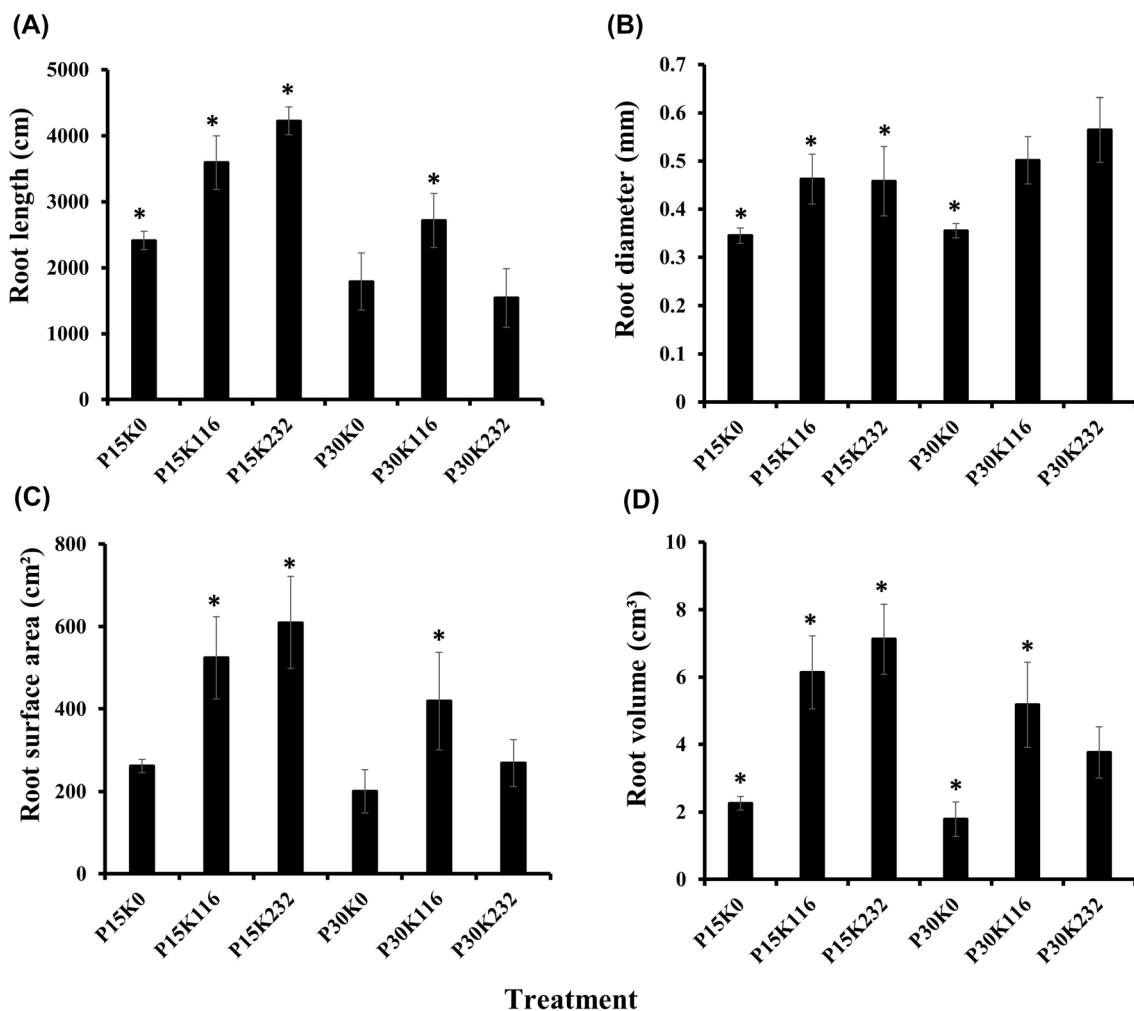 (A)
Root length (cm)
5000
4000
3000
2000
1000
0
*
*
*
*
P15K0
P15K116
P15K232
P30K0
P30K116
P30K232
(B)
Root diameter (mm)
0.7
0.6
0.5
0.4
0.3
0.2
0.1
0
*
*
*
*
P15K0
P15K116
P15K232
P30K0
P30K116
P30K232
(C)
Root surface area (cm²)
800
600
400
200
0
*
*
*
P15K0
P15K116
P15K232
P30K0
P30K116
P30K232
(D)
Root volume (cm³)
10
8
6
4
2
0
*
*
*
*
*
P15K0
P15K116
P15K232
P30K0
P30K116
P30K232
Treatment